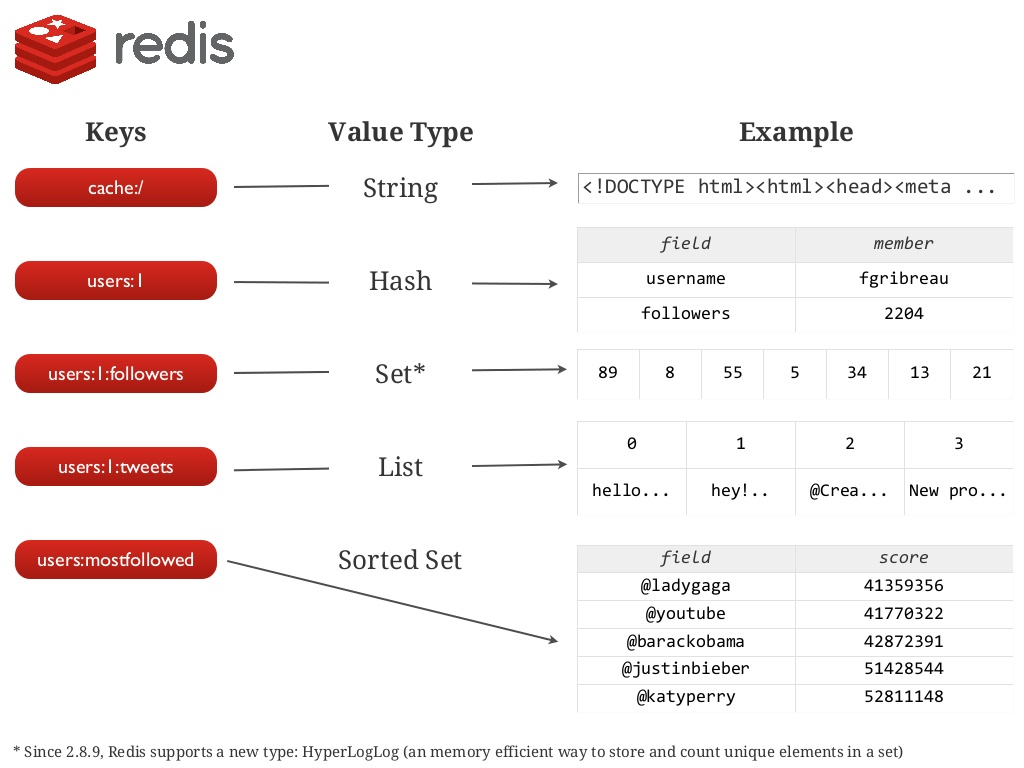 redis
Keys Value Type Example
cache:/ String <!DOCTYPE html><html><head><meta ...
users:1 Hash
field member
username fgribreau
followers 2204
users:1:followers Set* 89 8 55 5 34 13 21
users:1:tweets List
0 1 2 3
hello... hey!.. @Crea... New pro...
users:mostfollowed Sorted Set
field score
@ladygaga 41359356
@youtube 41770322
@barackobama 42872391
@justinbieber 51428544
@katyperry 52811148
* Since 2.8.9, Redis supports a new type: HyperLogLog (an memory efficient way to store and count unique elements in a set)